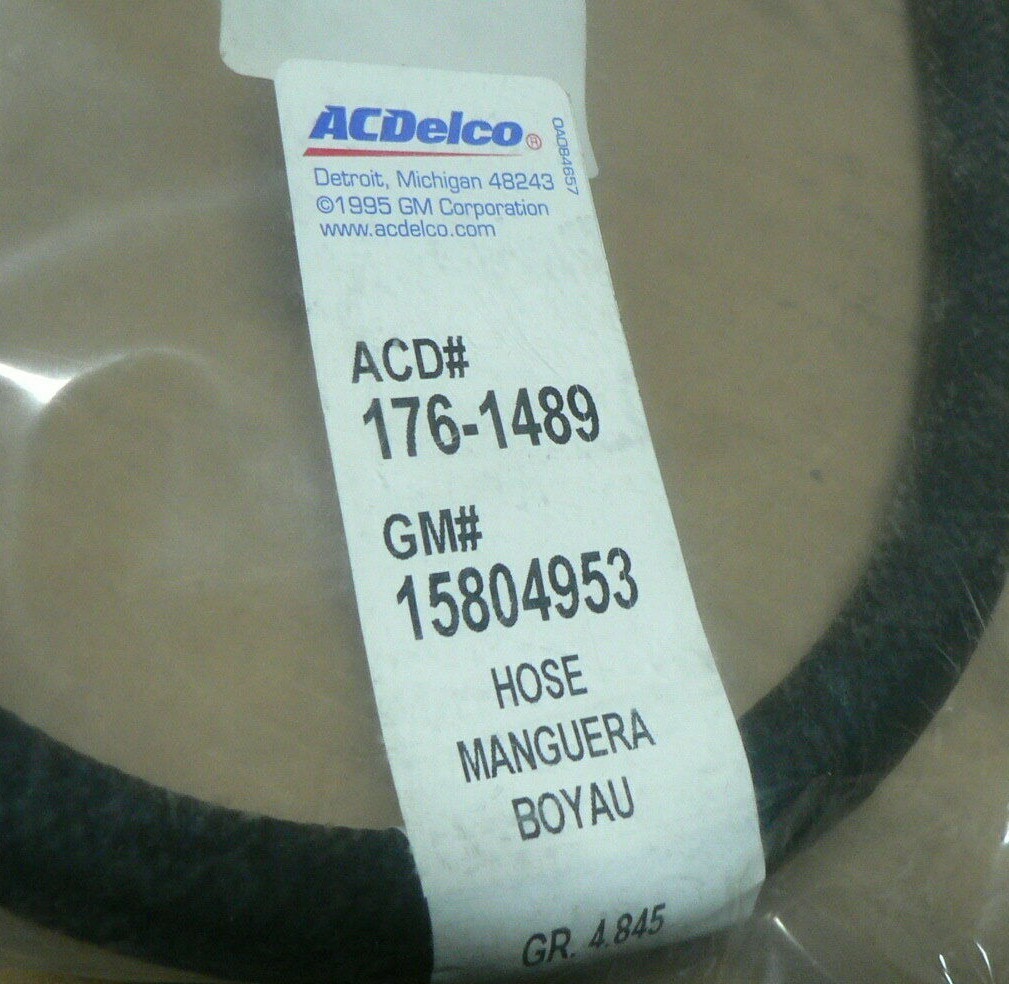 ACDelco®
Detroit, Michigan 48243
©1995 GM Corporation
www.acdelco.com
0A084657
ACD#
176-1489
GM#
15804953
HOSE
MANGUERA
BOYAU
GR. 4.845